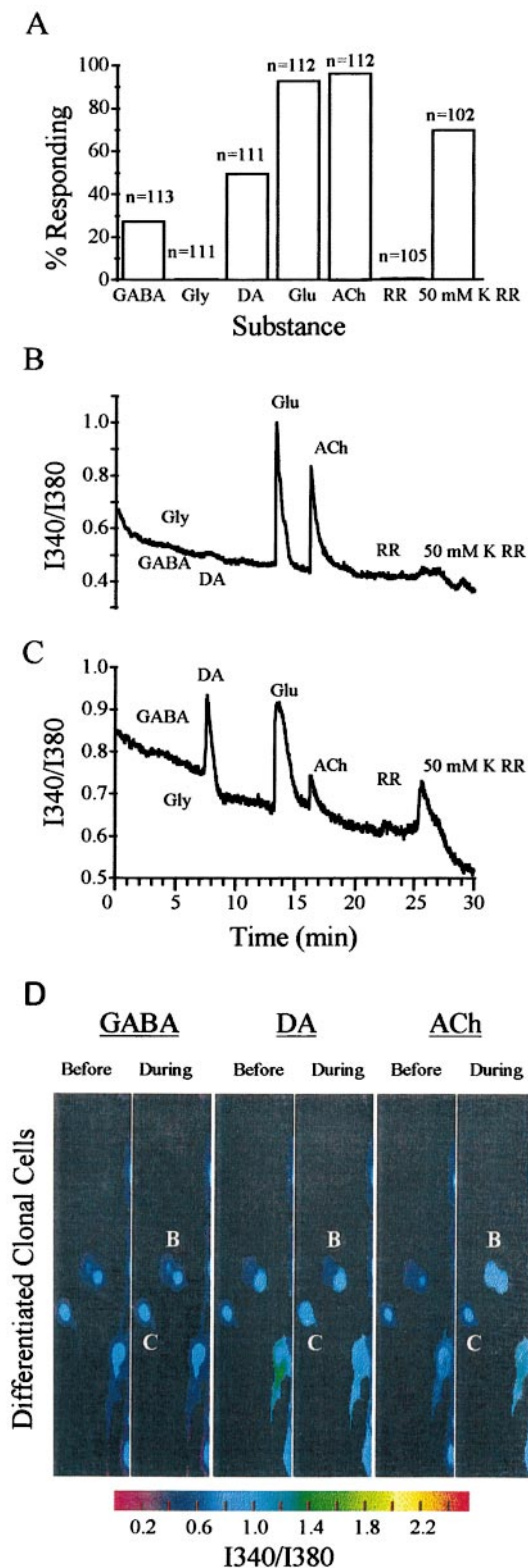 A
n=113
n=111
n=111
n=112
n=112
n=105
n=102
100
80
60
40
20
0
% Responding
GABA Gly DA Glu ACh RR 50 mM K RR
Substance
B
1.0
0.8
0.6
0.4
I340/I380
Glu
ACh
Gly
GABA
DA
RR
50 mM K RR
C
1.0
0.9
0.8
0.7
0.6
0.5
I340/I380
DA
Glu
GABA
ACh
50 mM K RR
Gly
RR
0 5 10 15 20 25 30
Time (min)
D
GABA DA ACh
Before During Before During Before During
Differentiated Clonal Cells
B B
C C
0.2 0.6 1.0 1.4 1.8 2.2
I340/I380